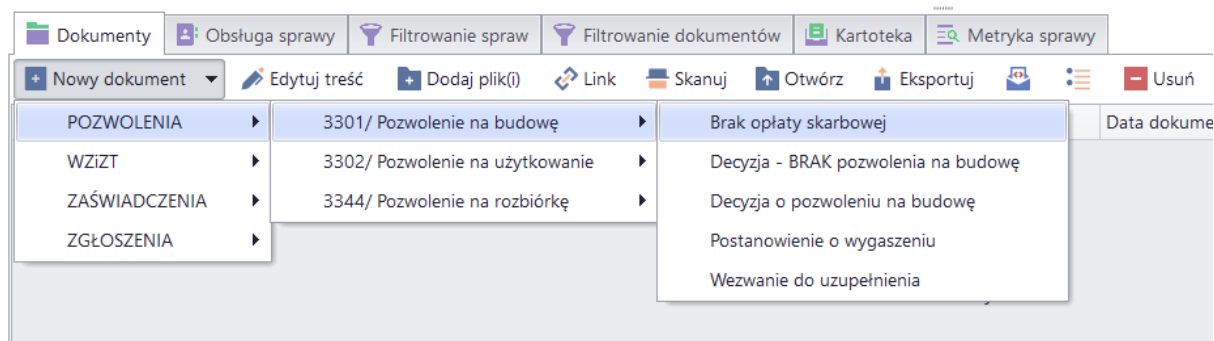 Dokumenty Obsługa sprawy Filtrowanie spraw Filtrowanie dokumentów Kartoteka Metryka sprawy
Nowy dokument Edytuj treść Dodaj plik(i) Link Skanuj Otwórz Eksportuj Usuń
POZWOLENIA 3301/ Pozwolenie na budowę Brak opłaty skarbowej Data dokume
WZiZT 3302/ Pozwolenie na użytkowanie Decyzja - BRAK pozwolenia na budowę
ZAŚWIADCZENIA 3344/ Pozwolenie na rozbiórkę Decyzja o pozwoleniu na budowę
ZGŁOSZENIA Postanowienie o wygaszeniu
Wezwanie do uzupełnienia